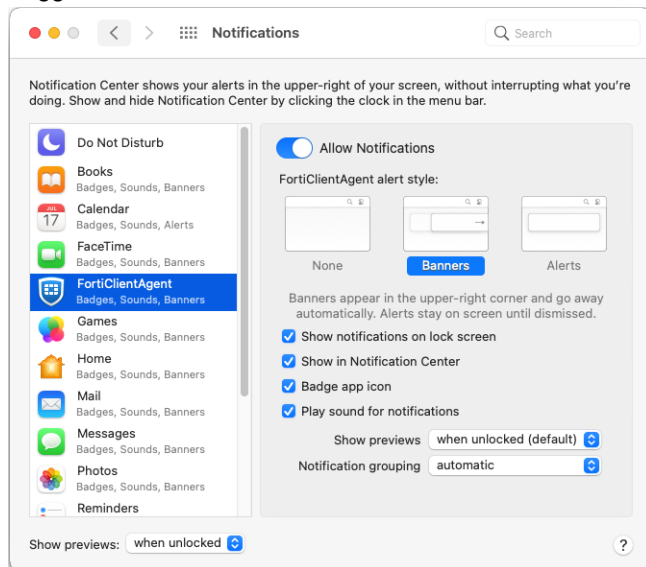 Notifications
Search
Notification Center shows your alerts in the upper-right of your screen, without interrupting what you're
doing. Show and hide Notification Center by clicking the clock in the menu bar.
Do Not Disturb
Books
Badges, Sounds, Banners
JUL
17
Calendar
Badges, Sounds, Alerts
FaceTime
Badges, Sounds, Banners
FortiClientAgent
Badges, Sounds, Banners
Games
Badges, Sounds, Banners
Home
Badges, Sounds, Banners
Mail
Badges, Sounds, Banners
Messages
Badges, Sounds, Banners
Photos
Badges, Sounds, Banners
Reminders
Allow Notifications
FortiClientAgent alert style:
None
Banners
Alerts
Banners appear in the upper-right corner and go away
automatically. Alerts stay on screen until dismissed.
Show notifications on lock screen
Show in Notification Center
Badge app icon
Play sound for notifications
Show previews when unlocked (default)
Notification grouping automatic
Show previews: when unlocked
?